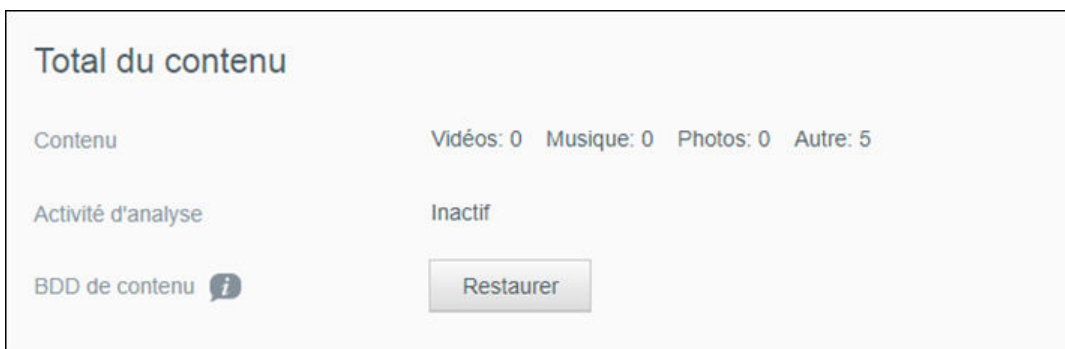 Total du contenu
Contenu Vidéos: 0 Musique: 0 Photos: 0 Autre: 5
Activité d'analyse Inactif
BDD de contenu i Restaurer